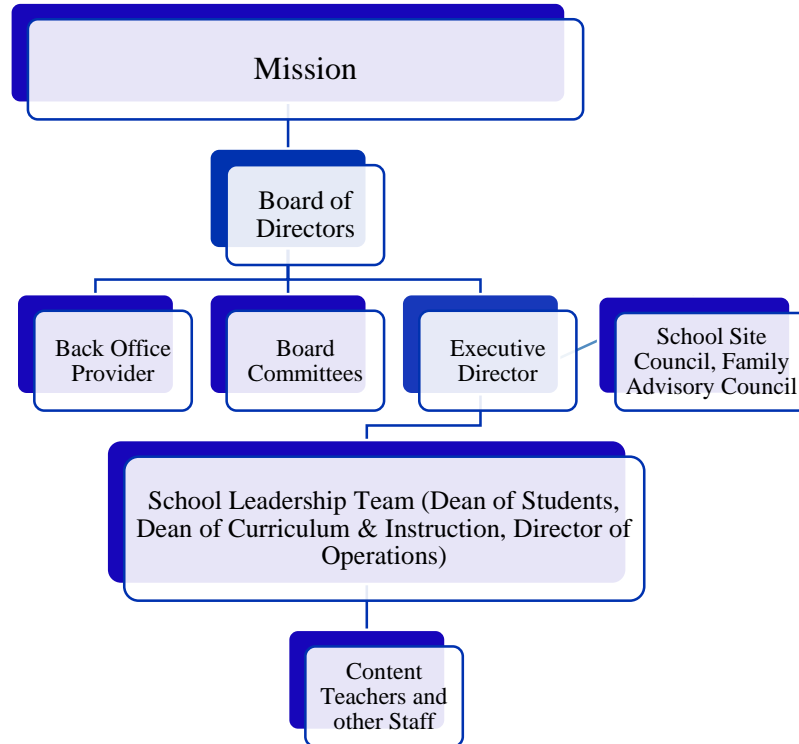 Mission
Board of
Directors
Back Office
Provider
Board
Committees
Executive
Director
School Site
Council, Family
Advisory Council
School Leadership Team (Dean of Students,
Dean of Curriculum & Instruction, Director of
Operations)
Content
Teachers and
other Staff